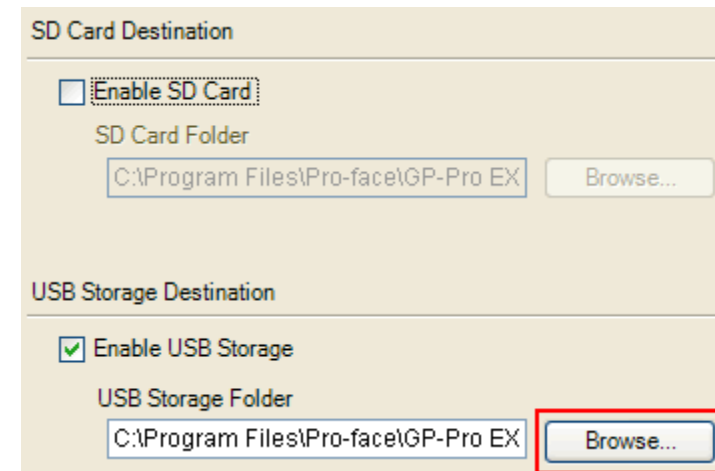 SD Card Destination
Enable SD Card
SD Card Folder
C:\Program Files\Pro-face\GP-Pro EX Browse...
USB Storage Destination
Enable USB Storage
USB Storage Folder
C:\Program Files\Pro-face\GP-Pro EX Browse...